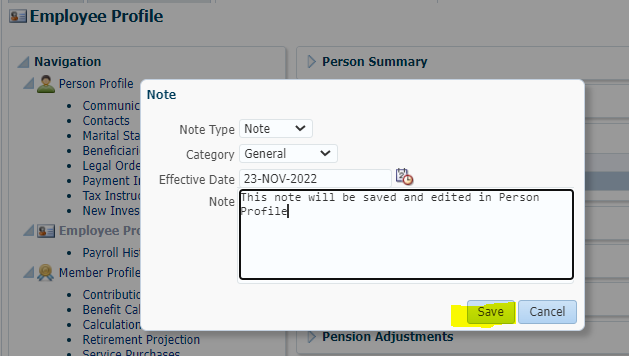 Employee Profile
Navigation
Person Profile
Communic
Contacts
Marital Sta
Beneficiari
Legal Orde
Payment In
Tax Instruc
New Invest
Employee Pro
Payroll Hist
Member Profile
Contributio
Benefit Cal
Calculation
Retirement Projection
Service Purchases
Person Summary
Note
Note Type Note
Category General
Effective Date 23-NOV-2022
Note This note will be saved and edited in Person
Profile
Save Cancel
Pension Adjustments